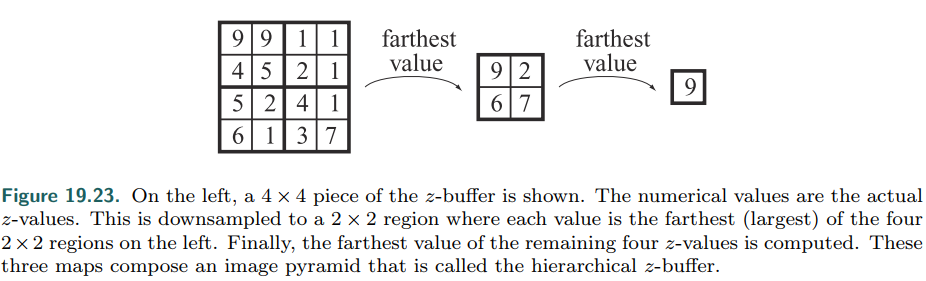 9 9 1 1
4 5 2 1
5 2 4 1
6 1 3 7
farthest
value
9 2
6 7
farthest
value
9
Figure 19.23. On the left, a 4 × 4 piece of the z-buffer is shown. The numerical values are the actual
z-values. This is downsampled to a 2 × 2 region where each value is the farthest (largest) of the four
2 × 2 regions on the left. Finally, the farthest value of the remaining four z-values is computed. These
three maps compose an image pyramid that is called the hierarchical z-buffer.